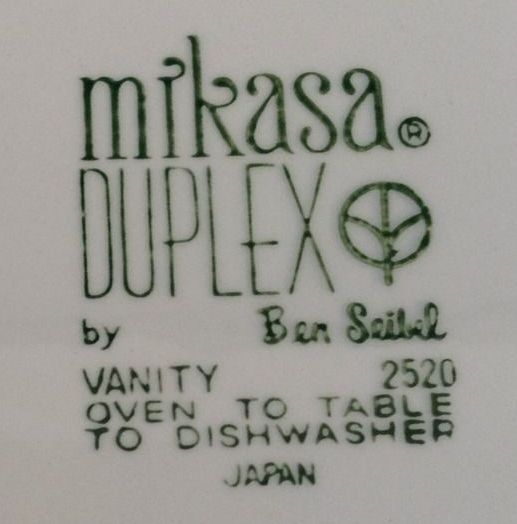 mikasa®
DUPLEX
by Ben Seibel
VANITY 2520
OVEN TO TABLE
TO DISHWASHER
JAPAN